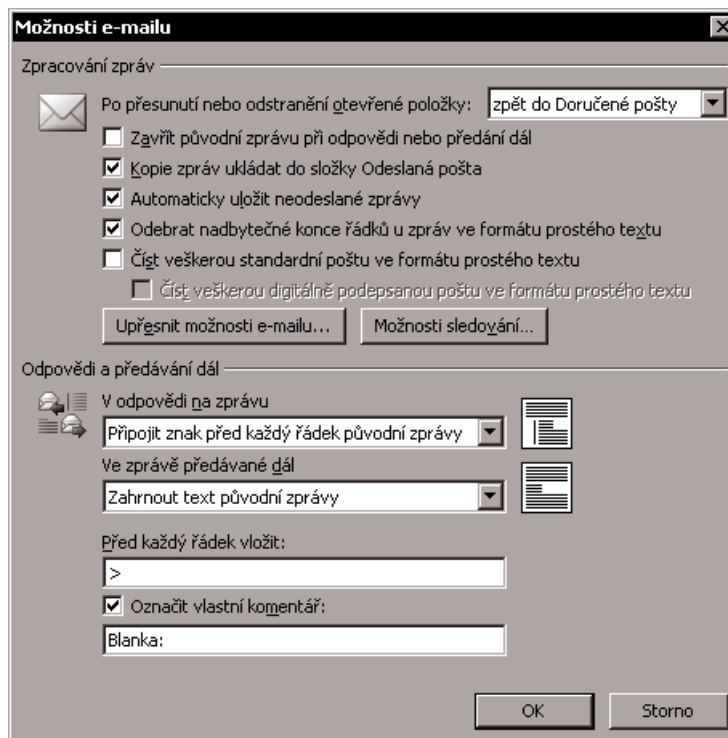 Možnosti e-mailu
Zpracování zpráv
Po přesunutí nebo odstranění otevřené položky: zpět do Doručené pošty
Zavřít původní zprávu při odpovědi nebo předání dál
Kopie zpráv ukládat do složky Odeslaná pošta
Automaticky uložit neodeslané zprávy
Odebrat nadbytečné konce řádků u zpráv ve formátu prostého textu
Číst veškerou standardní poštu ve formátu prostého textu
Číst veškerou digitálně podepsanou poštu ve formátu prostého textu
Upřesnit možnosti e-mailu... Možnosti sledování...
Odpovědi a předávání dál
V odpovědi na zprávu
Připojit znak před každý řádek původní zprávy
Ve zprávě předávané dál
Zahrnout text původní zprávy
Před každý řádek vložit:
>
Označit vlastní komentář:
Blanka:
OK Storno